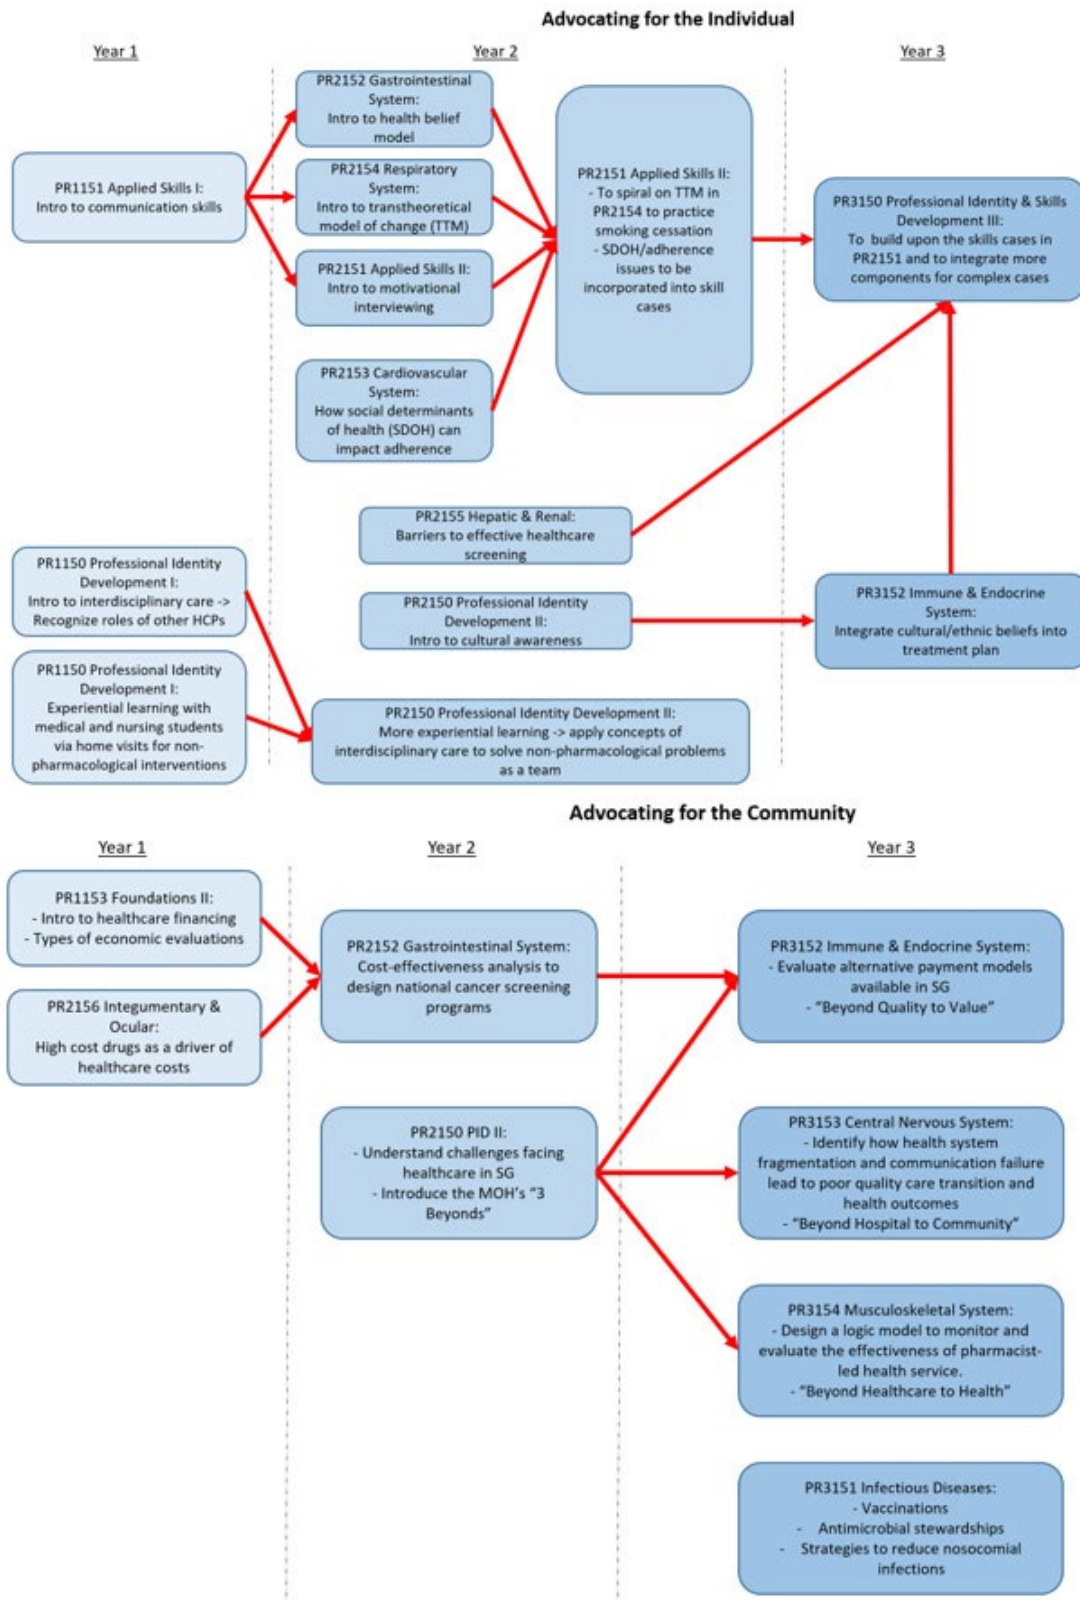 Advocating for the Individual
Year 1
Year 2
Year 3
PR1151 Applied Skills I:
Intro to communication skills
PR2152 Gastrointestinal
System:
Intro to health belief
model
PR2154 Respiratory
System:
Intro to transtheoretical
model of change (TTM)
PR2151 Applied Skills II:
Intro to motivational
interviewing
PR2153 Cardiovascular
System:
How social determinants
of health (SDOH) can
impact adherence
PR2151 Applied Skills II:
- To spiral on TTM in
PR2154 to practice
smoking cessation
- SDOH/adherence
issues to be
incorporated into skill
cases
PR3150 Professional Identity & Skills
Development III:
To build upon the skills cases in
PR2151 and to integrate more
components for complex cases
PR2155 Hepatic & Renal:
Barriers to effective healthcare
screening
PR2150 Professional Identity
Development II:
Intro to cultural awareness
PR3152 Immune & Endocrine
System:
Integrate cultural/ethnic beliefs into
treatment plan
PR1150 Professional Identity
Development I:
Intro to interdisciplinary care ->
Recognize roles of other HCPs
PR1150 Professional Identity
Development I:
Experiential learning with
medical and nursing students
via home visits for non-
pharmacological interventions
PR2150 Professional Identity Development II:
More experiential learning -> apply concepts of
interdisciplinary care to solve non-pharmacological problems
as a team
Advocating for the Community
Year 1
Year 2
Year 3
PR1153 Foundations II:
- Intro to healthcare financing
- Types of economic evaluations
PR2156 Integumentary &
Ocular:
High cost drugs as a driver of
healthcare costs
PR2152 Gastrointestinal System:
Cost-effectiveness analysis to
design national cancer screening
programs
PR2150 PID II:
- Understand challenges facing
healthcare in SG
- Introduce the MOH's "3
Beyonds"
PR3152 Immune & Endocrine System:
- Evaluate alternative payment models
available in SG
- "Beyond Quality to Value"
PR3153 Central Nervous System:
- Identify how health system
fragmentation and communication failure
lead to poor quality care transition and
health outcomes
- "Beyond Hospital to Community"
PR3154 Musculoskeletal System:
- Design a logic model to monitor and
evaluate the effectiveness of pharmacist-
led health service.
- "Beyond Healthcare to Health"
PR3151 Infectious Diseases:
- Vaccinations
- Antimicrobial stewardships
- Strategies to reduce nosocomial
infections